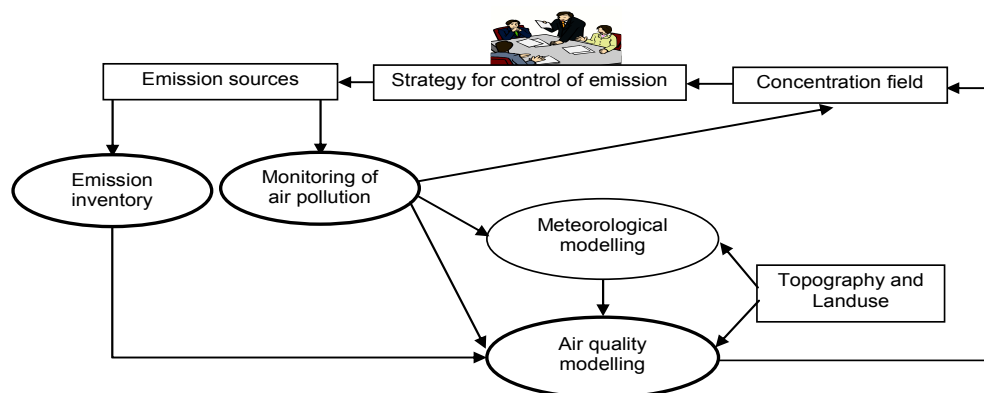 Emission sources
Strategy for control of emission
Concentration field
Emission
inventory
Monitoring of
air pollution
Meteorological
modelling
Topography and
Landuse
Air quality
modelling